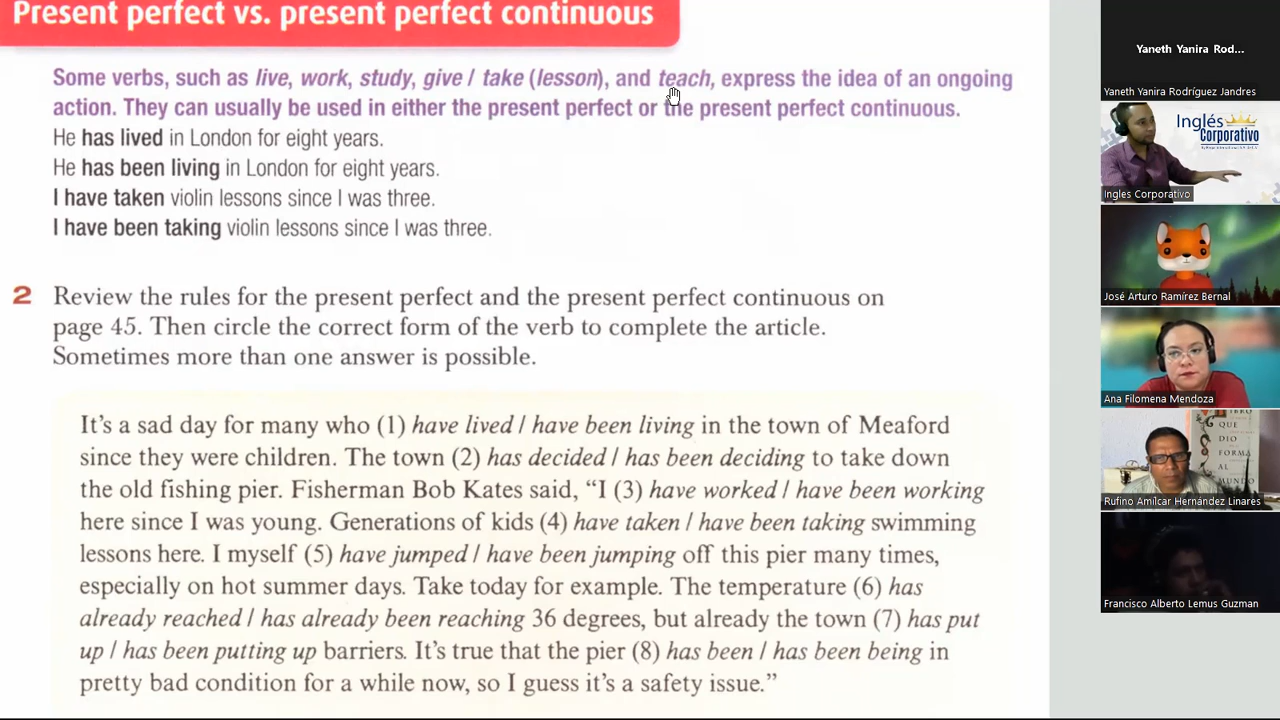 Present perfect vs. present perfect continuous
Some verbs, such as live, work, study, give / take (lesson), and teach, express the idea of an ongoing
action. They can usually be used in either the present perfect or the present perfect continuous.
He has lived in London for eight years.
He has been living in London for eight years.
I have taken violin lessons since I was three.
I have been taking violin lessons since I was three.
2 Review the rules for the present perfect and the present perfect continuous on
page 45. Then circle the correct form of the verb to complete the article.
Sometimes more than one answer is possible.
It's a sad day for many who (1) have lived / have been living in the town of Meaford
since they were children. The town (2) has decided / has been deciding to take down
the old fishing pier. Fisherman Bob Kates said, "I (3) have worked / have been working
here since I was young. Generations of kids (4) have taken / have been taking swimming
lessons here. I myself (5) have jumped / have been jumping off this pier many times,
especially on hot summer days. Take today for example. The temperature (6) has
already reached / has already been reaching 36 degrees, but already the town (7) has put
up / has been putting up barriers. It's true that the pier (8) has been / has been being in
pretty bad condition for a while now, so I guess it's a safety issue."
Yaneth Yanira Rod...
Yaneth Yanira Rodríguez Jandres
Inglés
Corporativo
Ingles Corporativo
José Arturo Ramírez Bernal
Ana Filomena Mendoza
QUE
DIO
FORMA
AL
MUNDO
Rufino Amílcar Hernández Linares
Francisco Alberto Lemus Guzman